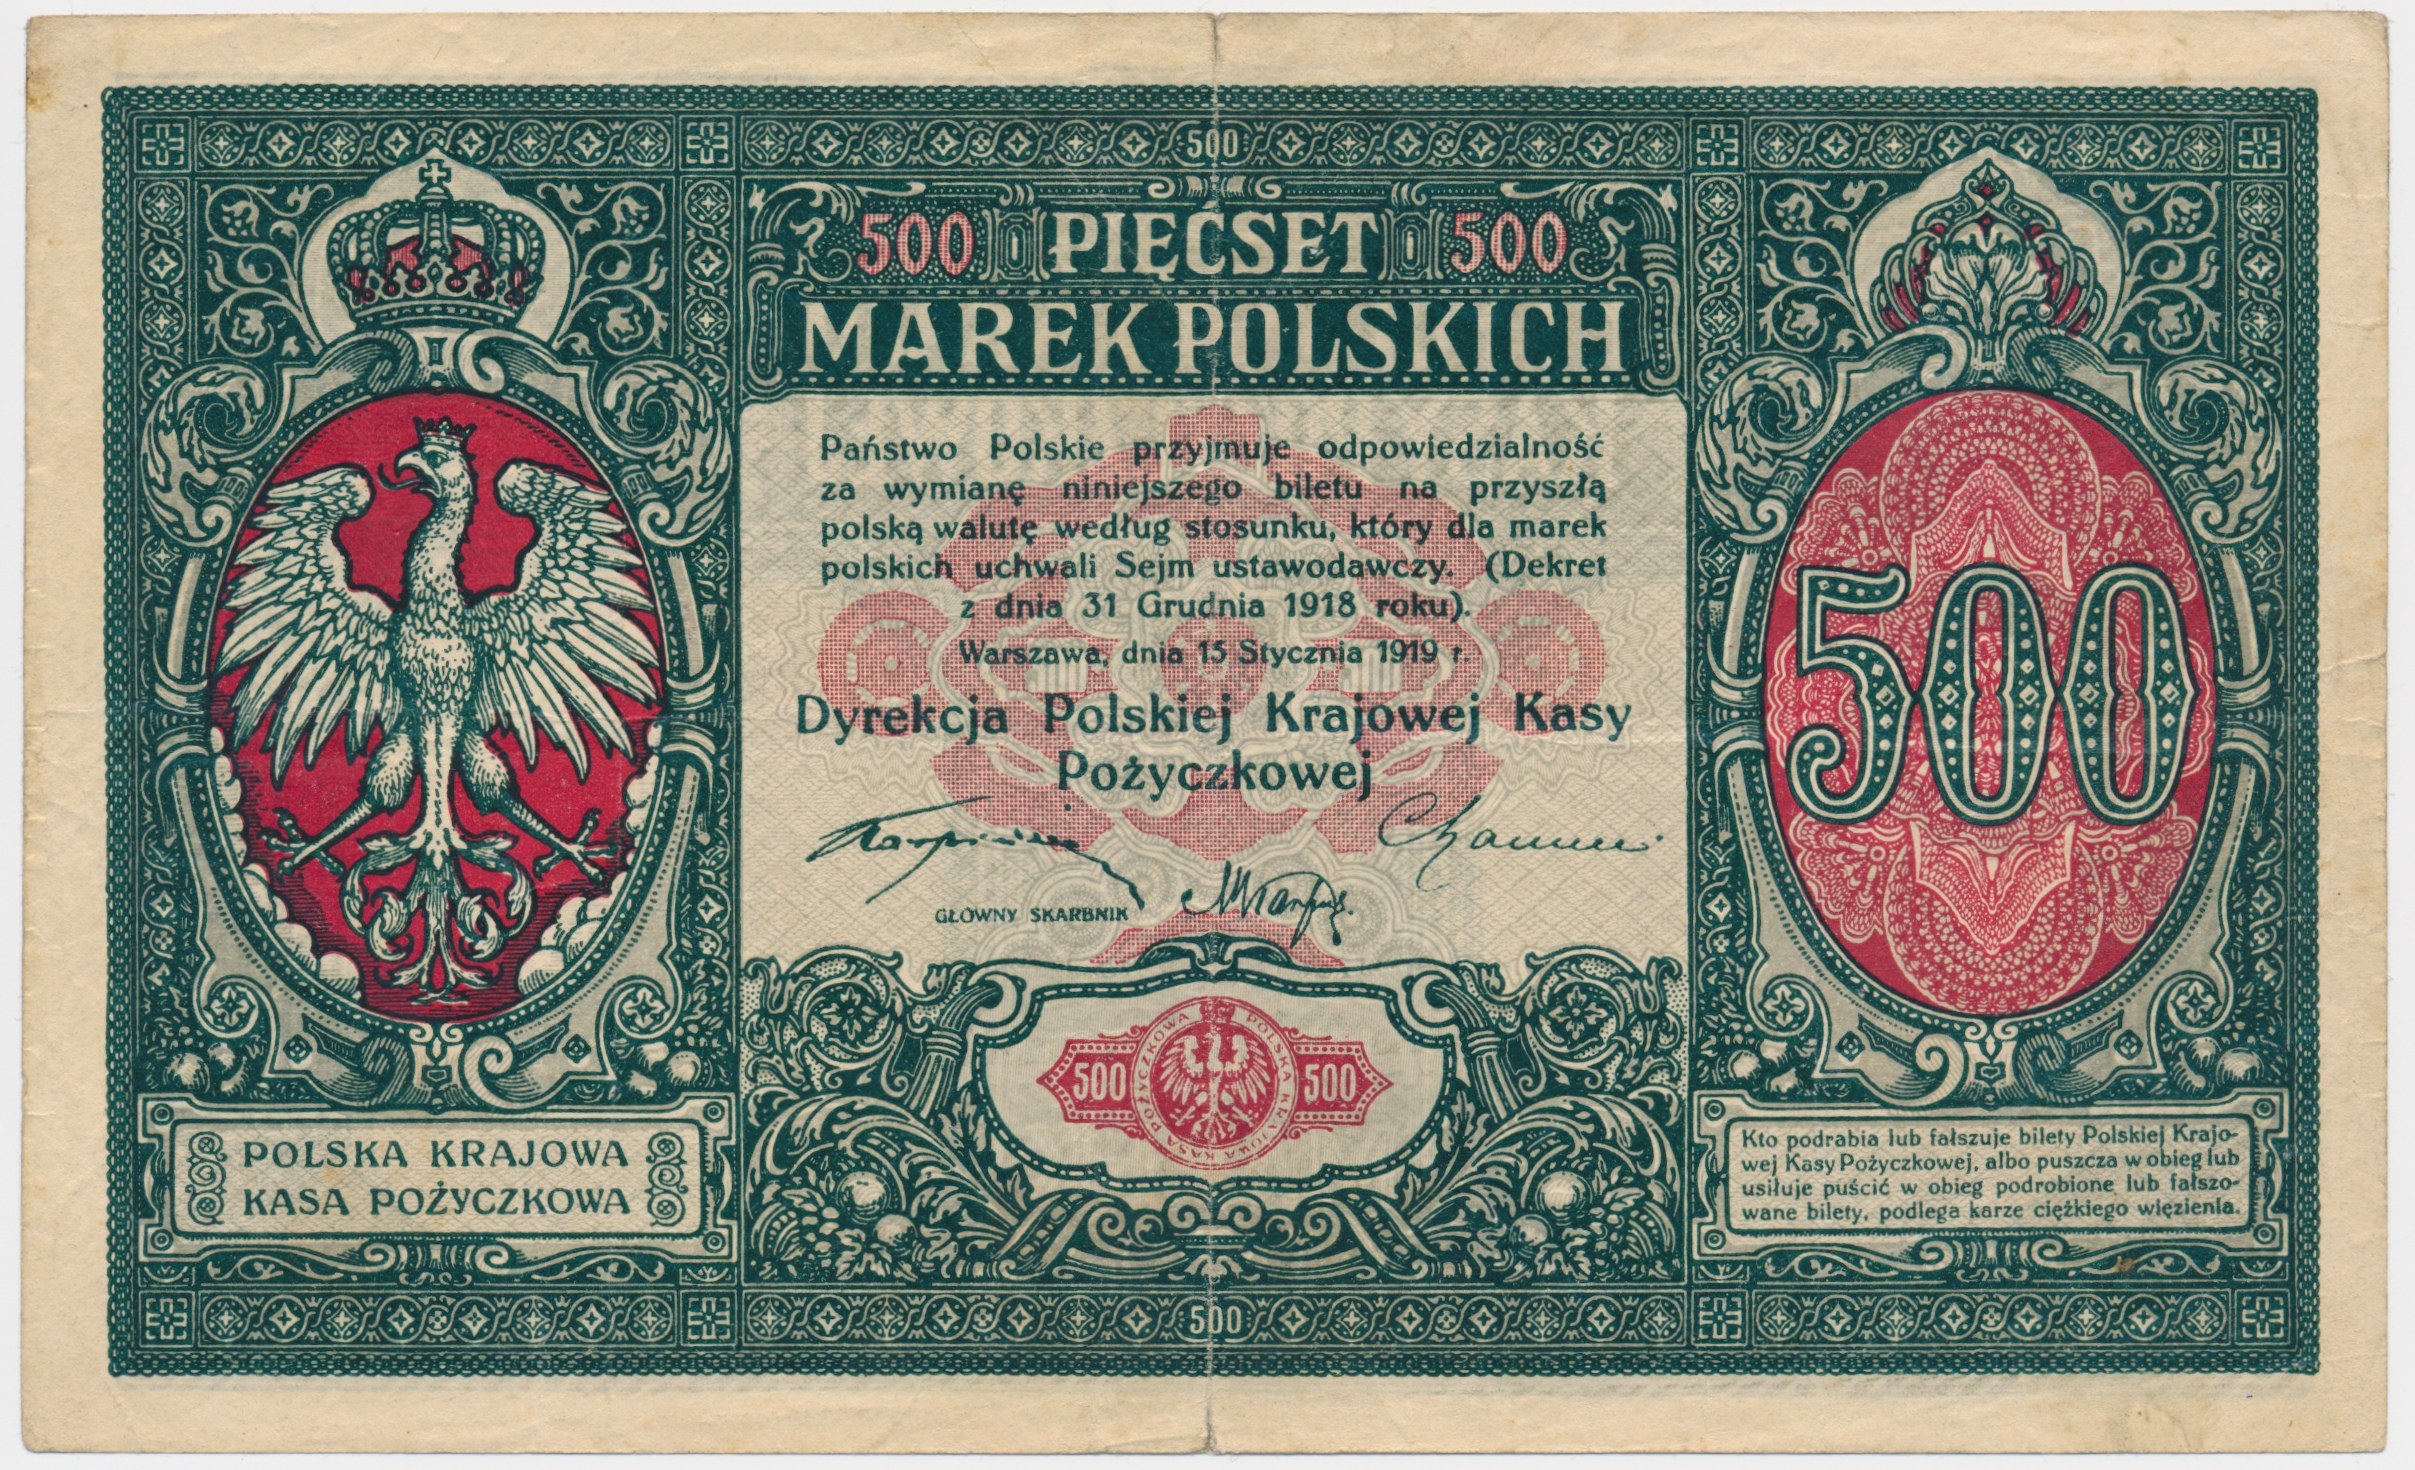 500
500 PIĘĆSET 500
MAREK POLSKICH
Państwo Polskie przyjmuje odpowiedzialność
za wymianę niniejszego biletu na przyszłą
polską walutę według stosunku, który dla marek
polskich uchwali Sejm ustawodawczy. (Dekret
z dnia 31 Grudnia 1918 roku).
Warszawa, dnia 15 Stycznia 1919 r.
Dyrekcja Polskiej Krajowej Kasy
Pożyczkowej
GŁOWNY SKARBNIK
500
500 POLSKA KRAJOWA KASA POŻYCZKOWA 500
POLSKA KRAJOWA
KASA POŻYCZKOWA
Kto podrabia lub fałszuje bilety Polskiej Krajo-
wej Kasy Pożyczkowej, albo puszcza w obieg lub
usiłuje puścić w obieg podrobione lub fałszo-
wane bilety, podlega karze ciężkiego więzienia.
500